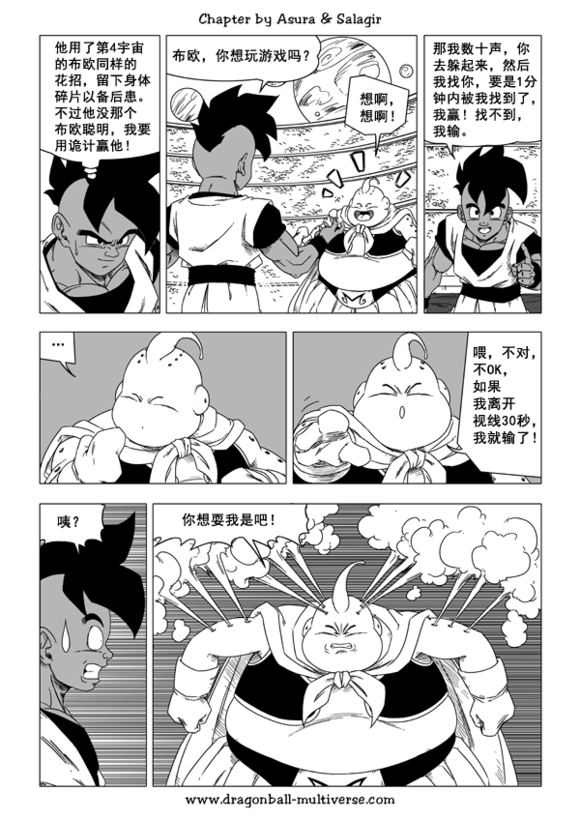 Chapter by Asura & Salagir
他用了第4宇宙
的布欧同样的
花招，留下身体
碎片以备后患。
不过他没那个
布欧聪明，我要
用诡计赢他！
布欧，你想玩游戏吗？
想啊，
想啊！
那我数十声，你
去躲起来，然后
我找你，要是1分
钟内被我找到了，
我赢！找不到，
我输。
...
喂，不对，
不OK，
如果
我离开
视线30秒，
我就输了！
咦？
你想耍我是吧！
www.dragonball-multiverse.com